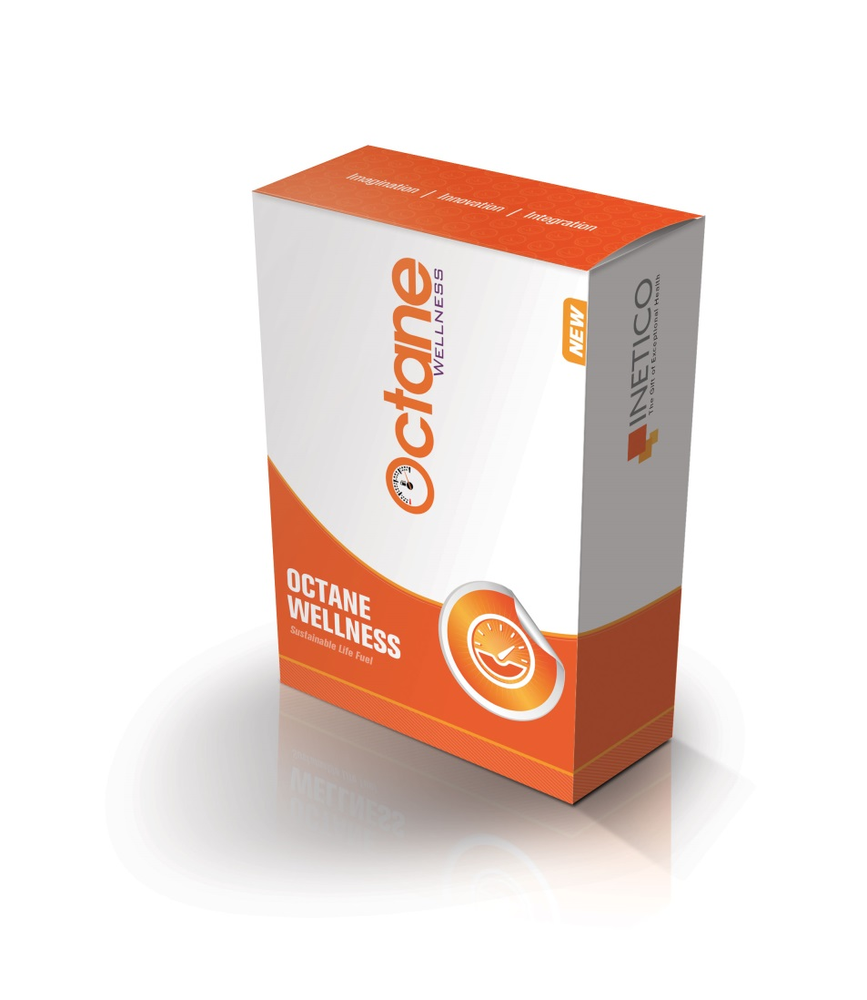 Imagination | Innovation | Integration
Octane
WELLNESS
NEW
INETICO
The Gift of Exceptional Health
OCTANE
WELLNESS
Sustainable Life Fuel